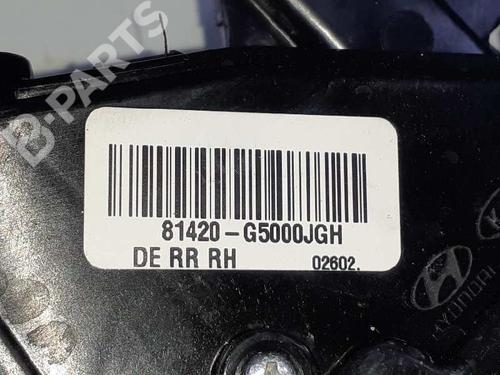 B-PARTS
81420-G5000JGH
DE RR RH 02602.
HYUNDAI